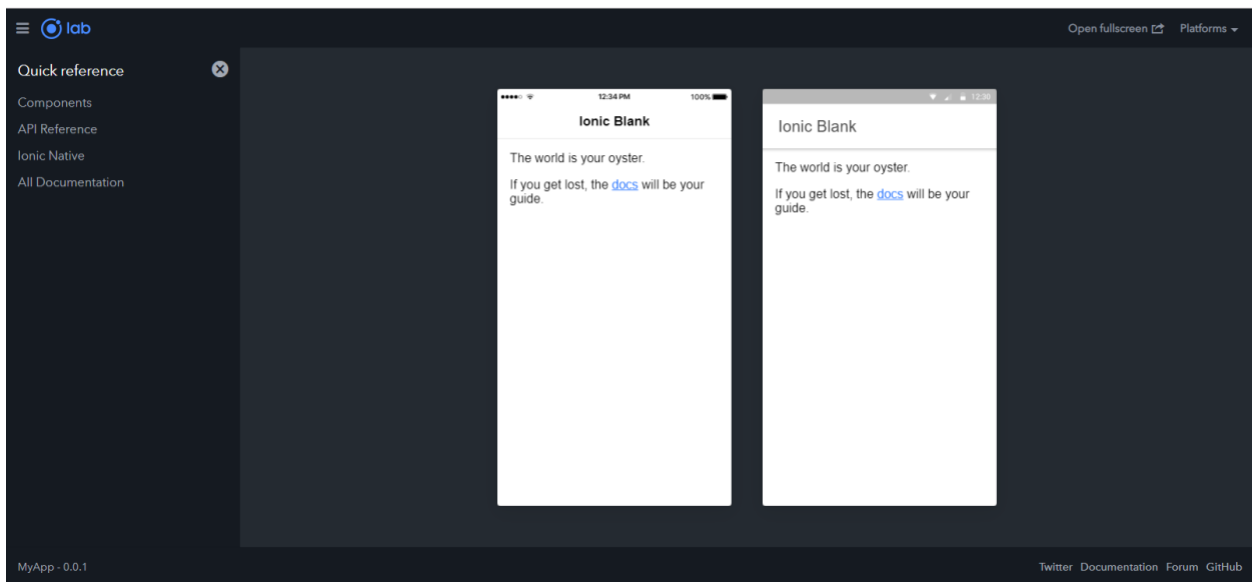 lab
Open fullscreen
Platforms
Quick reference
Components
API Reference
Ionic Native
All Documentation
12:34 PM
100%
Ionic Blank
The world is your oyster.
If you get lost, the docs will be your
guide.
12:30
Ionic Blank
The world is your oyster.
If you get lost, the docs will be your
guide.
MyApp - 0.0.1
Twitter Documentation Forum GitHub